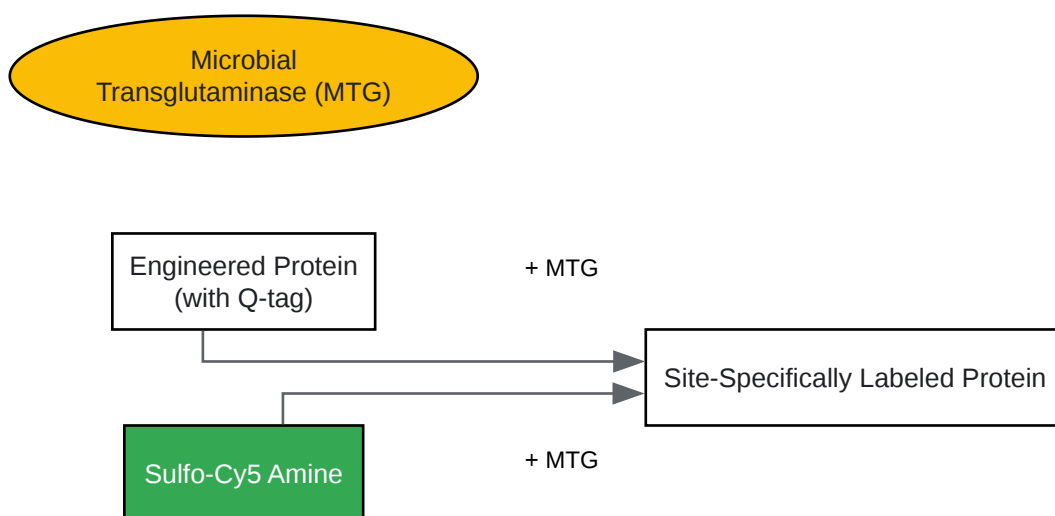 Microbial
Transglutaminase (MTG)
Engineered Protein
(with Q-tag)
+ MTG
Site-Specifically Labeled Protein
Sulfo-Cy5 Amine
+ MTG